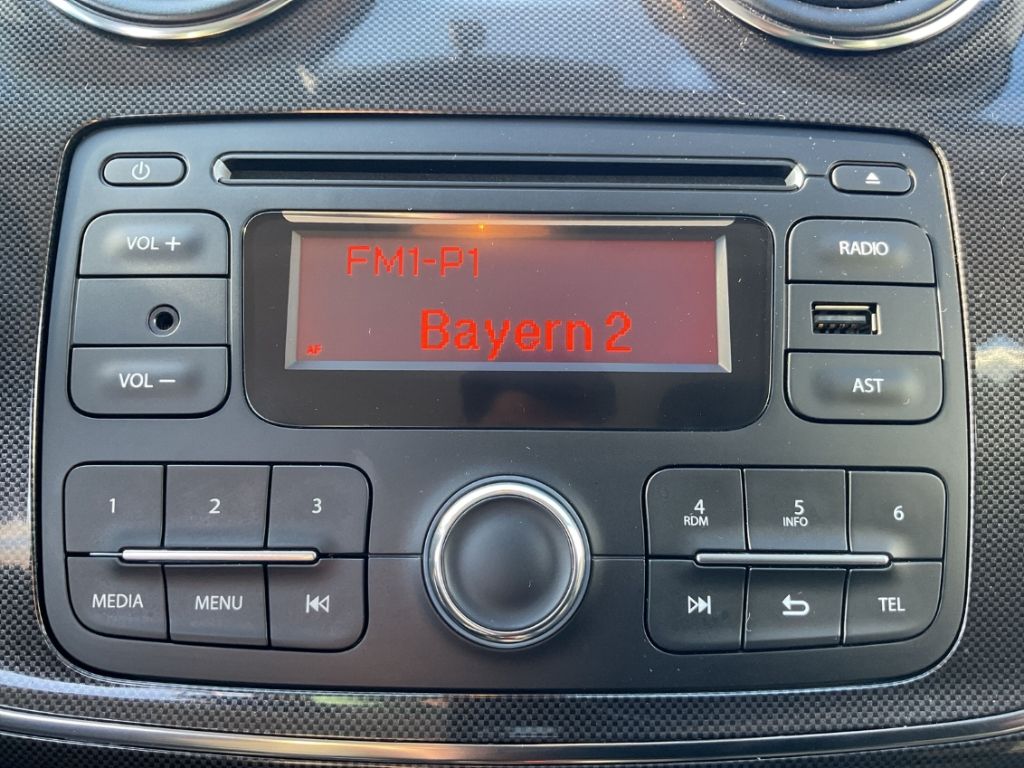 VOL +
RADIO
FM1-P1
Bayern 2
AF
VOL −
AST
1
2
3
4
RDM
5
INFO
6
MEDIA
MENU
TEL